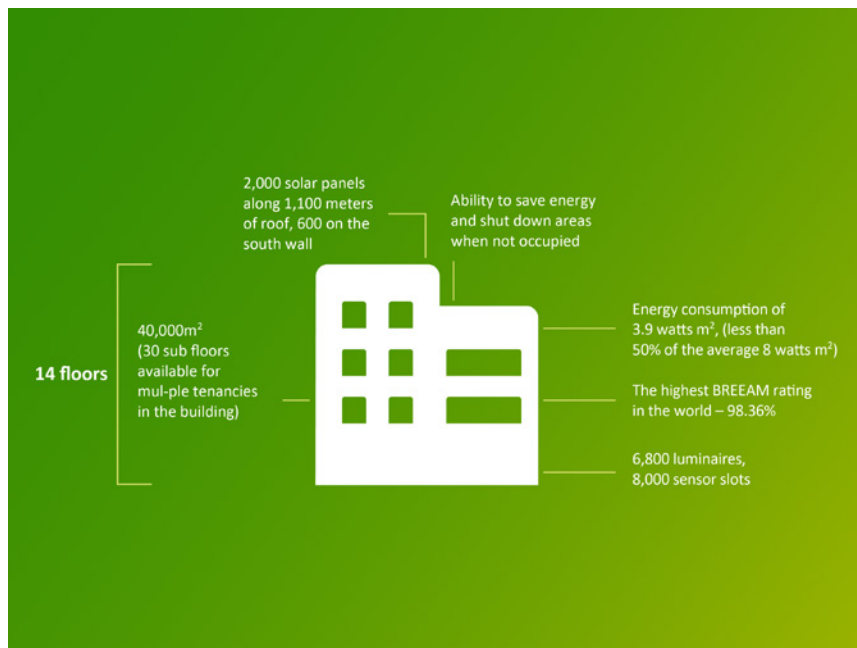 2,000 solar panels
along 1,100 meters
of roof, 600 on the
south wall
Ability to save energy
and shut down areas
when not occupied
14 floors
40,000m²
(30 sub floors
available for
mul-ple tenancies
in the building)
Energy consumption of
3.9 watts m², (less than
50% of the average 8 watts m²)
The highest BREEAM rating
in the world – 98.36%
6,800 luminaires,
8,000 sensor slots